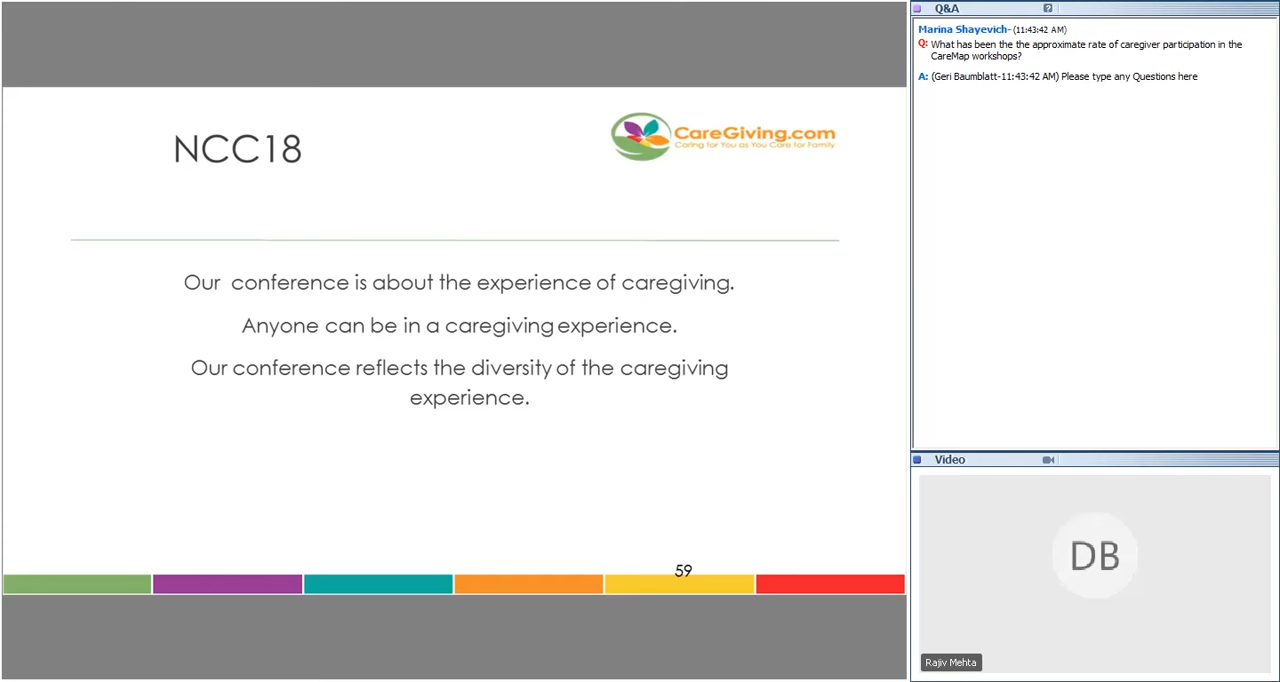 NCC18
CareGiving.com
Caring for You as You Care for Family
Our conference is about the experience of caregiving.
Anyone can be in a caregiving experience.
Our conference reflects the diversity of the caregiving
experience.
59
Q&A
?
Marina Shayevich- (11:43:42 AM)
Q: What has been the the approximate rate of caregiver participation in the
CareMap workshops?
A: (Geri Baumblatt-11:43:42 AM) Please type any Questions here
Video
DB
Rajiv Mehta